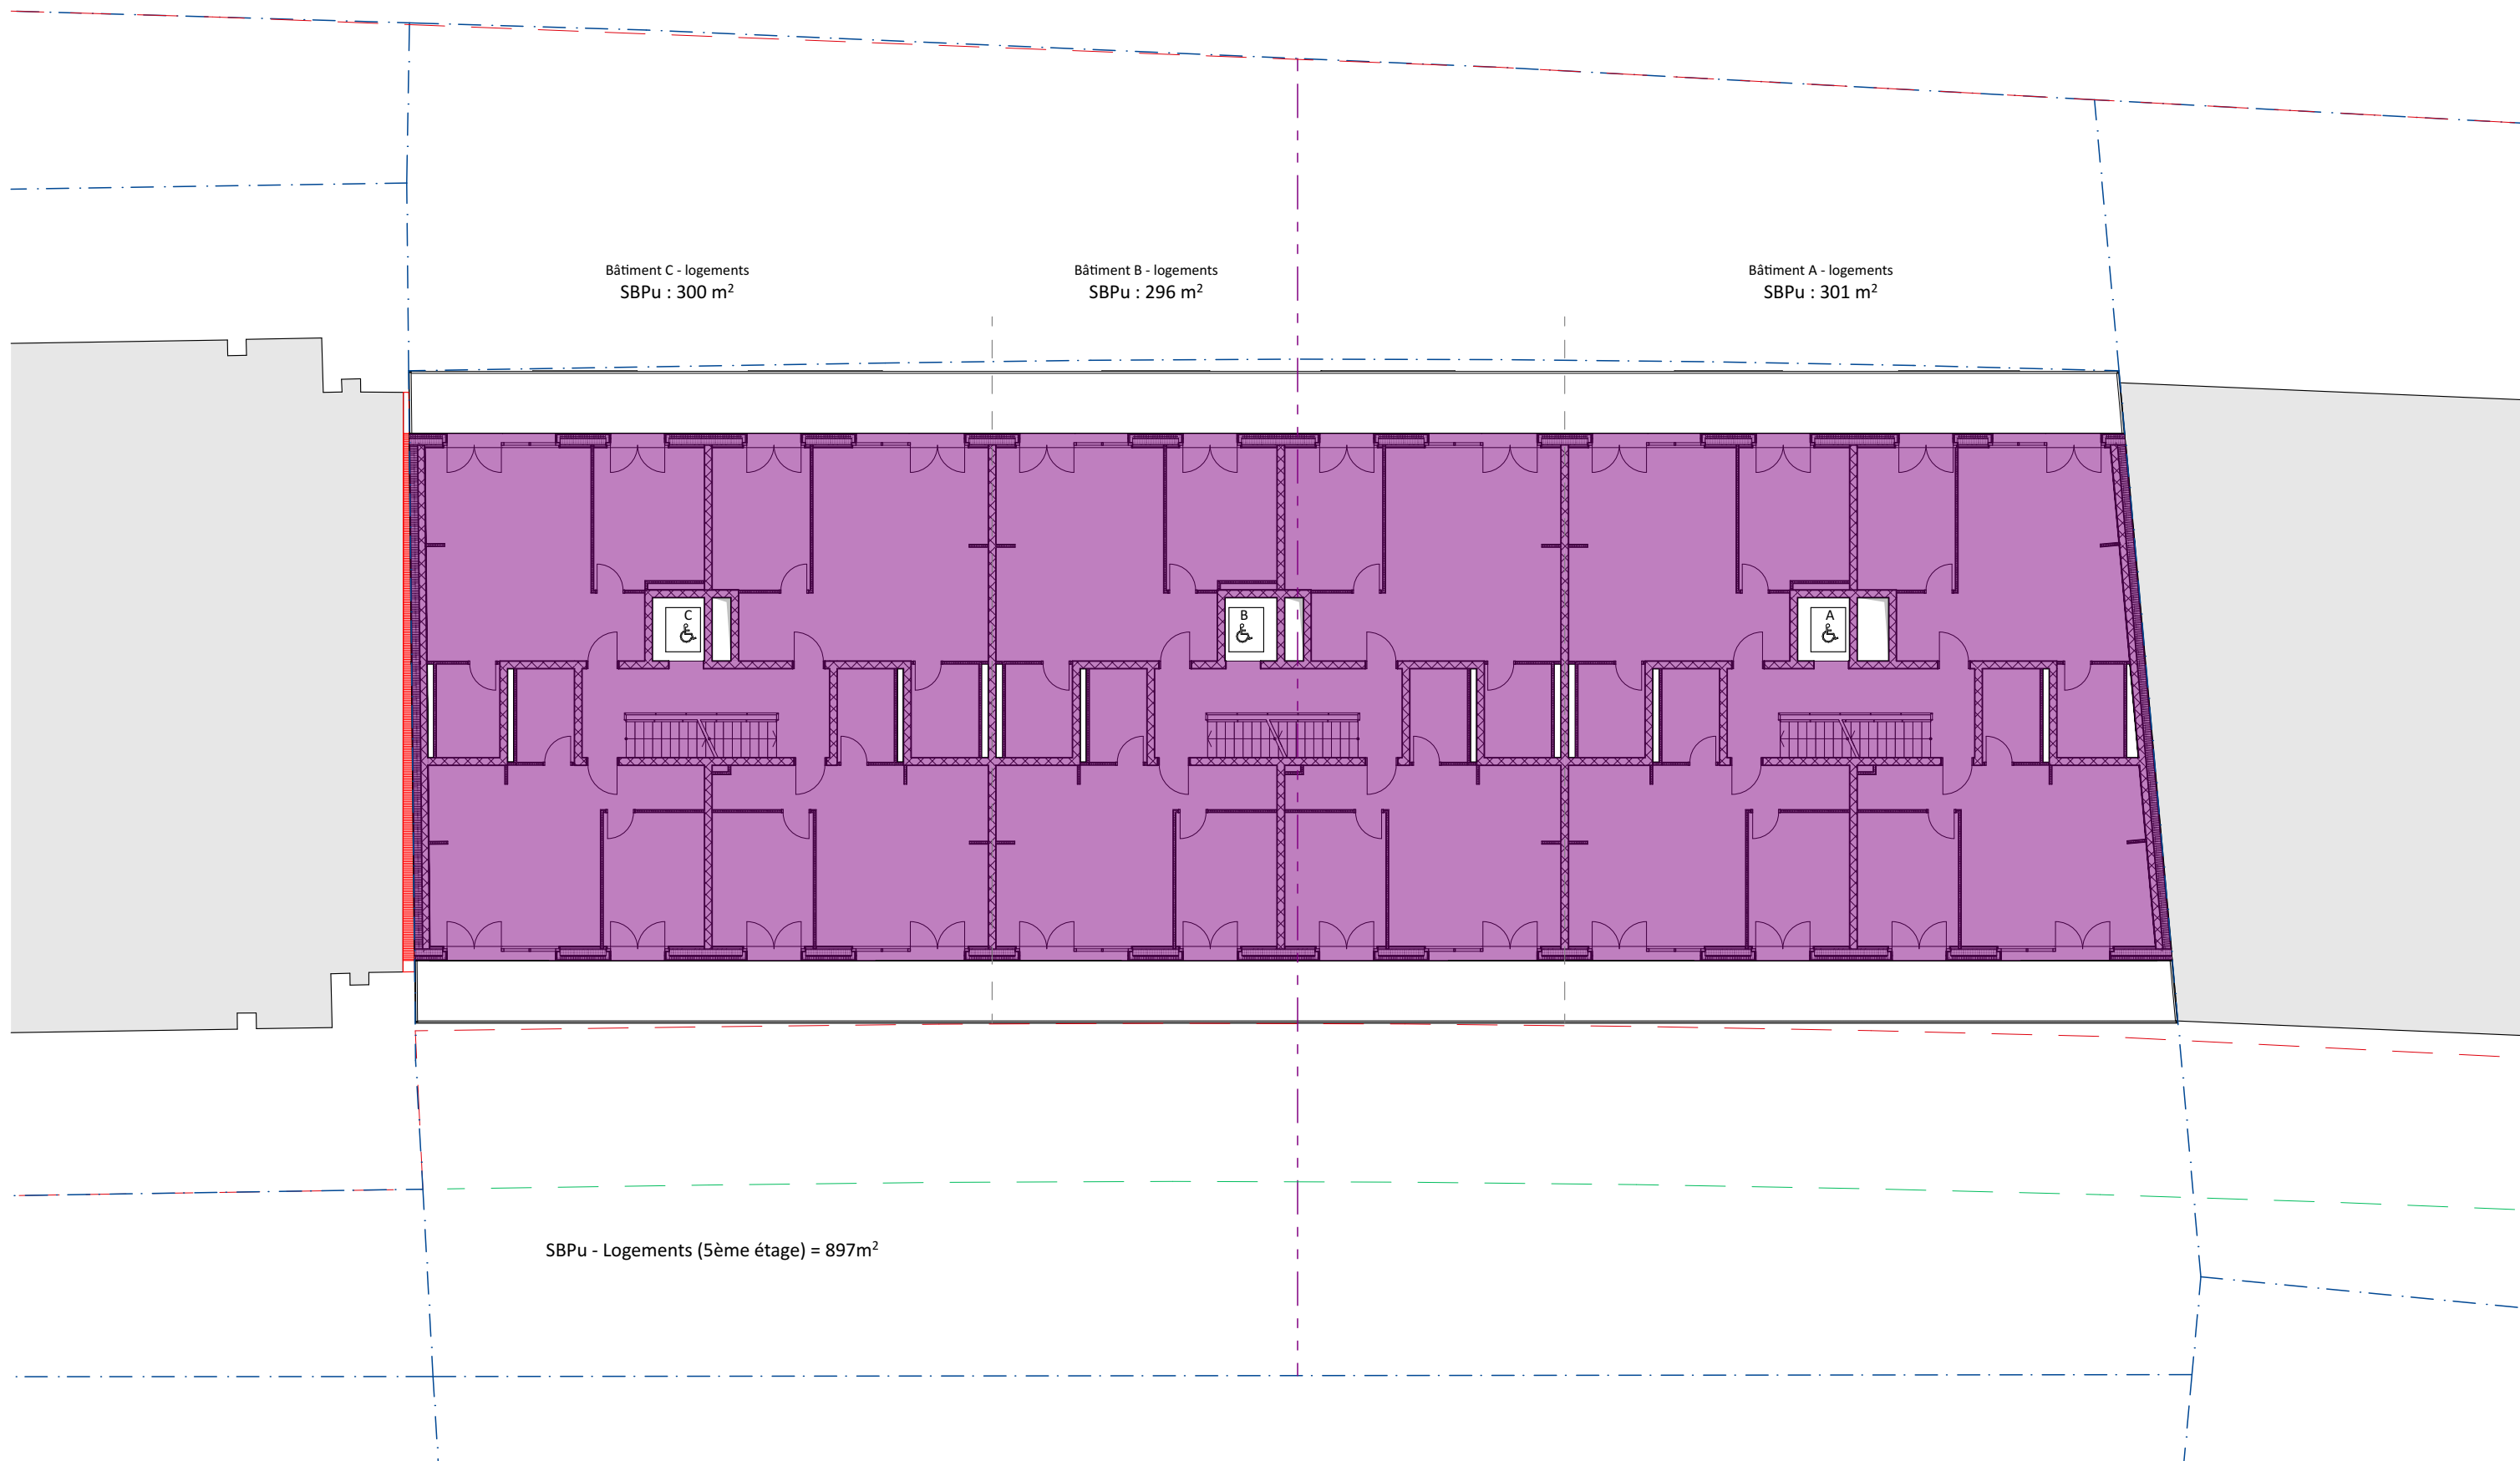 Bâtiment C - logements
SBPu : 300 m²
Bâtiment B - logements
SBPu : 296 m²
Bâtiment A - logements
SBPu : 301 m²
C
B
A
SBPu - Logements (5ème étage) = 897m²